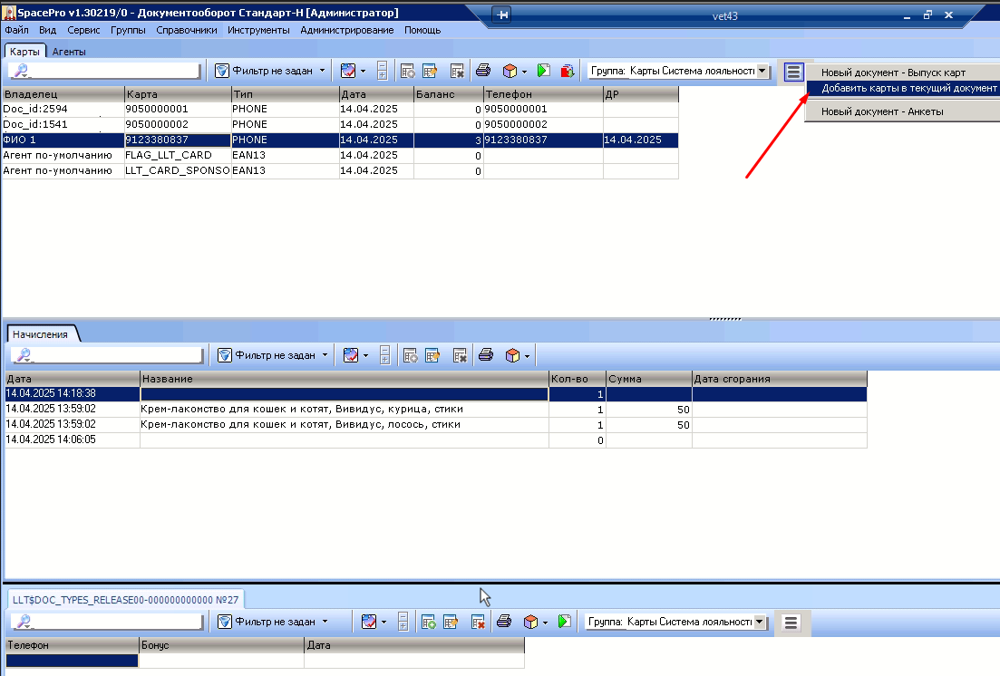 SpacePro v1.30219/0 - Документооборот Стандарт-Н [Администратор]
vet43
Файл Вид Сервис Группы Справочники Инструменты Администрирование Помощь
Карты Агенты
Фильтр не задан Группа: Карты Система лояльност
Новый документ - Выпуск карт
Добавить карты в текущий документ
Новый документ - Анкеты
Владелец Карта Тип Дата Баланс Телефон ДР
Doc_id:2594 9050000001 PHONE 14.04.2025 0 9050000001
Doc_id:1541 9050000002 PHONE 14.04.2025 0 9050000002
ФИО 1 9123380837 PHONE 14.04.2025 3 9123380837 14.04.2025
Агент по-умолчанию FLAG_LLT_CARD EAN13 14.04.2025 0
Агент по-умолчанию LLT_CARD_SPONSO EAN13 14.04.2025 0
Начисления
Фильтр не задан
Дата Название Кол-во Сумма Дата сгорания
14.04.2025 14:18:38 1
14.04.2025 13:59:02 Крем-лакомство для кошек и котят, Вивидус, курица, стики 1 50
14.04.2025 13:59:02 Крем-лакомство для кошек и котят, Вивидус, лосось, стики 1 50
14.04.2025 14:06:05 0
LLT$DOC_TYPES_RELEASE00-000000000000 №27
Фильтр не задан Группа: Карты Система лояльност
Телефон Бонус Дата